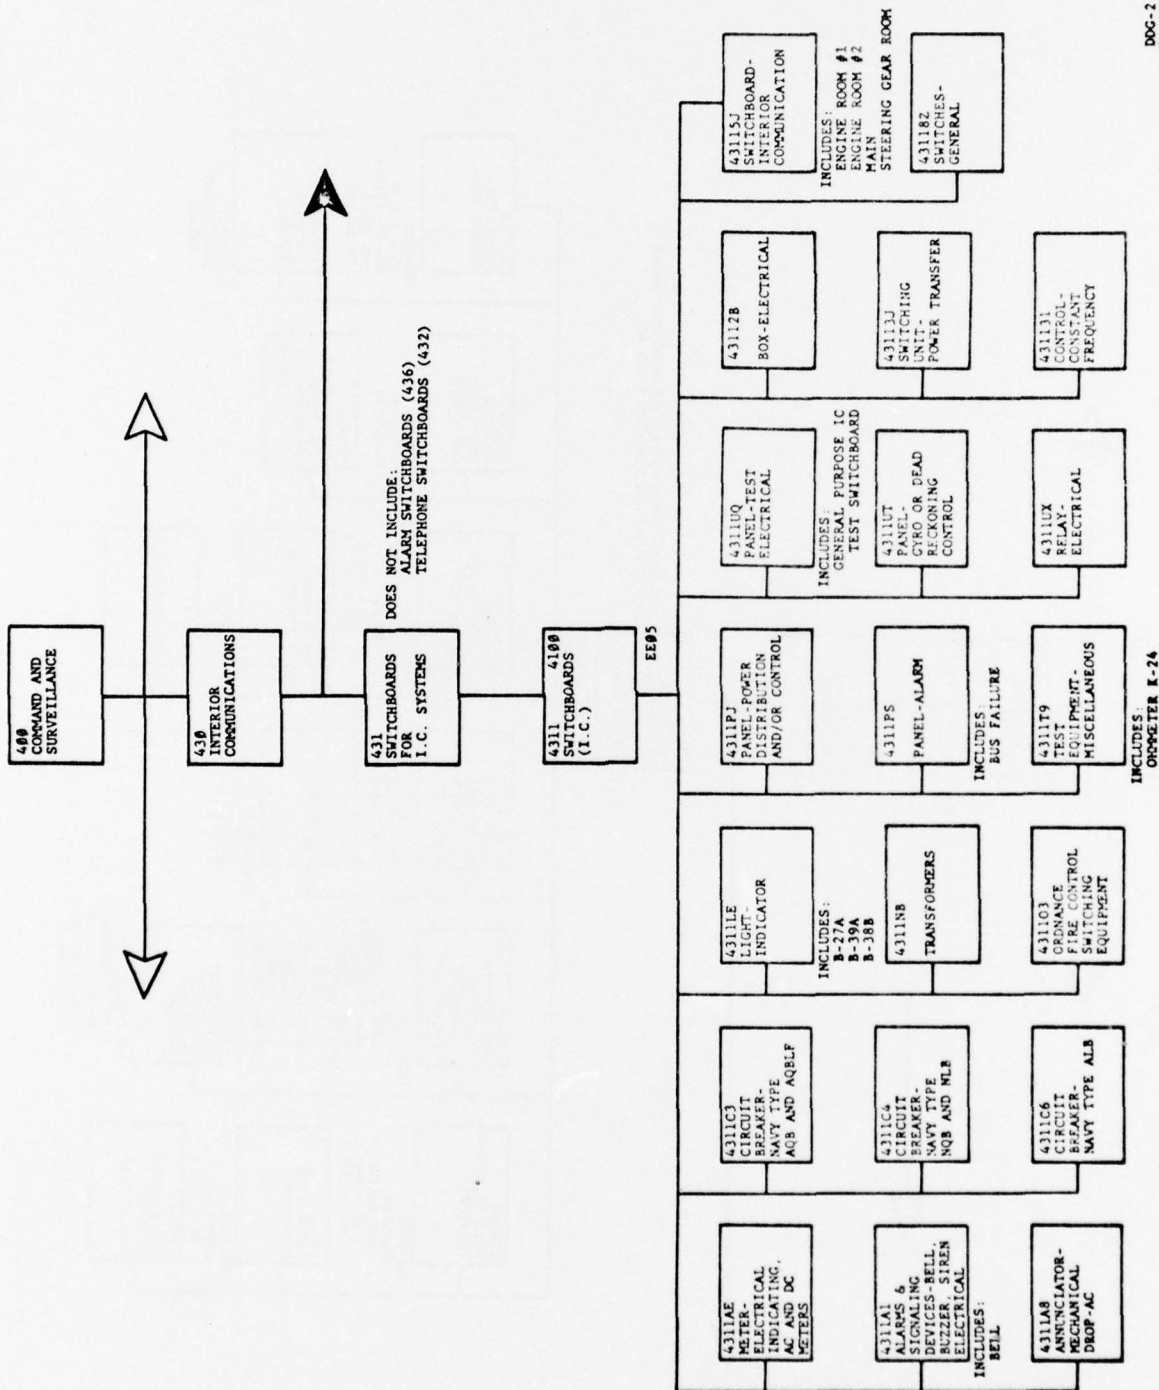 400
COMMAND AND
SURVEILLANCE
430
INTERIOR
COMMUNICATIONS
431
SWITCHBOARDS
FOR
I.C. SYSTEMS
DOES NOT INCLUDE:
ALARM SWITCHBOARDS (436)
TELEPHONE SWITCHBOARDS (432)
4311 4100
SWITCHBOARDS
(I.C.)
EE05
4311AE
METER-
ELECTRICAL
INDICATING,
AC AND DC
METERS
4311A1
ALARMS &
SIGNALING
DEVICES-BELL,
BUZZER, SIREN
ELECTRICAL
INCLUDES:
BELL
4311A8
ANNUNCIATOR-
MECHANICAL
DROP-AC
4311C3
CIRCUIT
BREAKER-
NAVY TYPE
AQB AND AQBLF
4311C4
CIRCUIT
BREAKER-
NAVY TYPE
NQB AND NLB
4311C6
CIRCUIT
BREAKER-
NAVY TYPE ALB
4311LE
LIGHT-
INDICATOR
INCLUDES:
B-27A
B-39A
B-38B
4311NB
TRANSFORMERS
4311O3
ORDNANCE
FIRE CONTROL
SWITCHING
EQUIPMENT
4311PJ
PANEL-POWER
DISTRIBUTION
AND/OR CONTROL
4311PS
PANEL-ALARM
INCLUDES:
BUS FAILURE
4311T9
TEST
EQUIPMENT-
MISCELLANEOUS
INCLUDES:
OHMMETER K-24
4311UQ
PANEL-TEST
ELECTRICAL
INCLUDES:
GENERAL PURPOSE IC
TEST SWITCHBOARD
4311UT
PANEL-
GYRO OR DEAD
RECKONING
CONTROL
4311UX
RELAY-
ELECTRICAL
43112B
BOX-ELECTRICAL
43113J
SWITCHING
UNIT-
POWER TRANSFER
431131
CONTROL-
CONSTANT
FREQUENCY
43115J
SWITCHBOARD-
INTERIOR
COMMUNICATION
INCLUDES:
ENGINE ROOM #1
ENGINE ROOM #2
MAIN
STEERING GEAR ROOM
431182
SWITCHES-
GENERAL
DDG-2